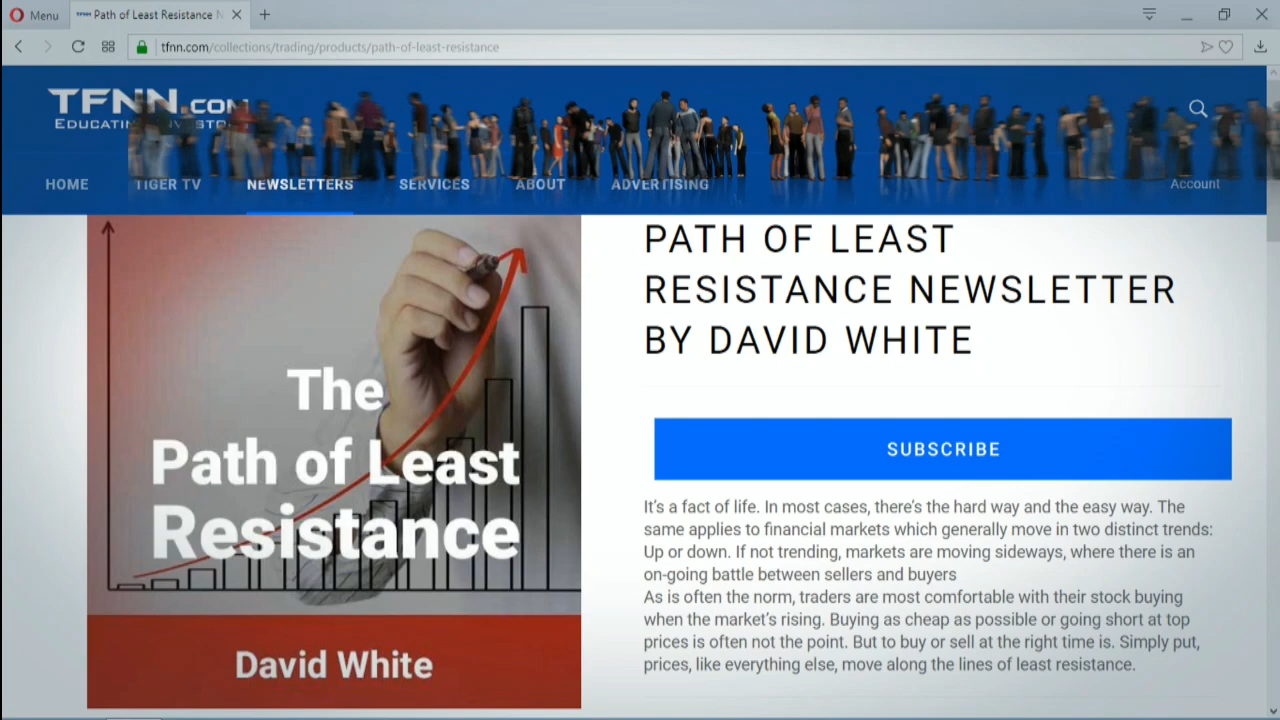 Menu
Path of Least Resistance N
tfnn.com/collections/trading/products/path-of-least-resistance
TFNN.COM
EDUCATING INVESTORS
HOME
TIGER TV
NEWSLETTERS
SERVICES
ABOUT
ADVERTISING
Account
The
Path of Least
Resistance
David White
PATH OF LEAST
RESISTANCE NEWSLETTER
BY DAVID WHITE
SUBSCRIBE
It's a fact of life. In most cases, there's the hard way and the easy way. The
same applies to financial markets which generally move in two distinct trends:
Up or down. If not trending, markets are moving sideways, where there is an
on-going battle between sellers and buyers
As is often the norm, traders are most comfortable with their stock buying
when the market's rising. Buying as cheap as possible or going short at top
prices is often not the point. But to buy or sell at the right time is. Simply put,
prices, like everything else, move along the lines of least resistance.